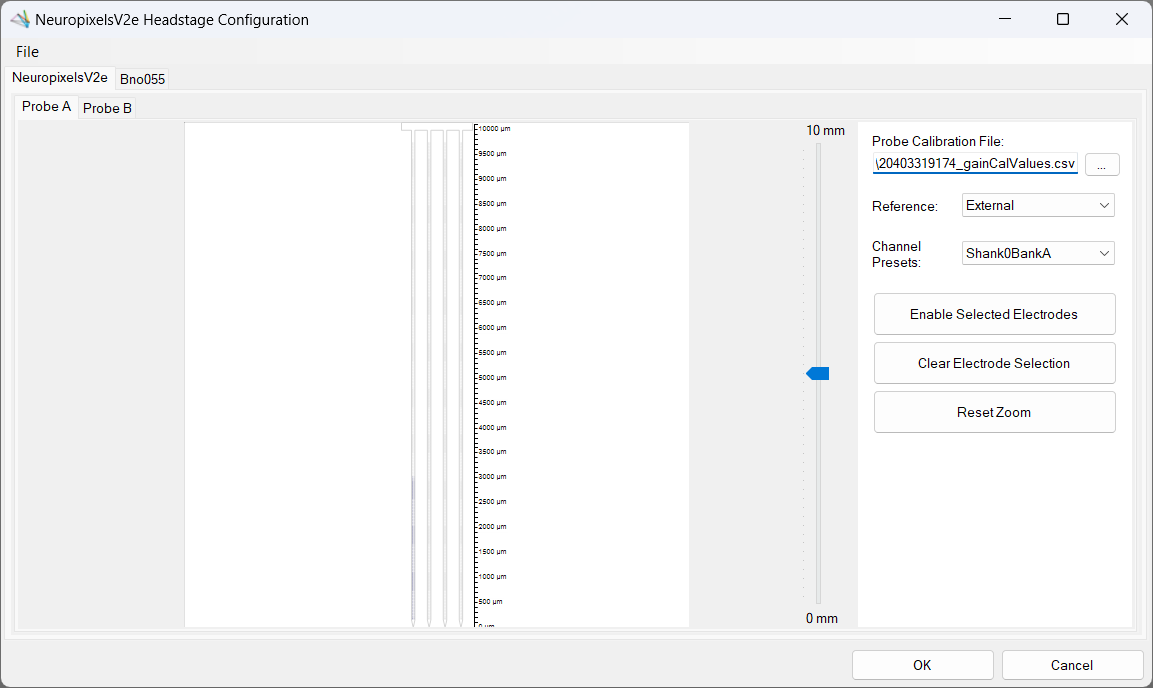 NeuropixelsV2e Headstage Configuration
File
NeuropixelsV2e
Bno055
Probe A
Probe B
10000 µm
9500 µm
9000 µm
8500 µm
8000 µm
7500 µm
7000 µm
6500 µm
6000 µm
5500 µm
5000 µm
4500 µm
4000 µm
3500 µm
3000 µm
2500 µm
2000 µm
1500 µm
1000 µm
500 µm
0 µm
10 mm
0 mm
Probe Calibration File:
\20403319174_gainCalValues.csv
...
Reference:
External
Channel
Presets:
Shank0BankA
Enable Selected Electrodes
Clear Electrode Selection
Reset Zoom
OK
Cancel